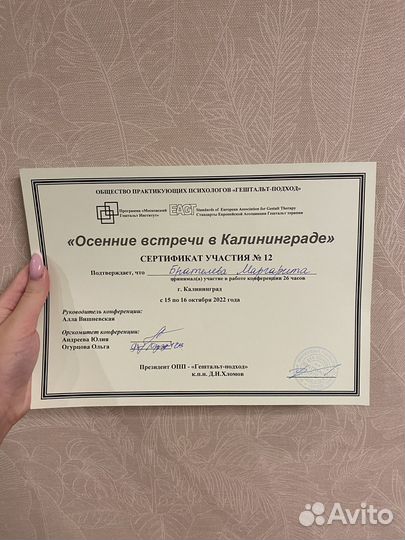 ОБЩЕСТВО ПРАКТИКУЮЩИХ ПСИХОЛОГОВ «ГЕШТАЛЬТ-ПОДХОД»
Программа «Московский
Гештальт Институт»
EAGT
Standards of European Association for Gestalt Therapy
Стандарты Европейской Ассоциации Гештальт терапии
«Осенние встречи в Калининграде»
СЕРТИФИКАТ УЧАСТИЯ № 12
Подтверждает, что Маргарита
принимал(а) участие в работе конференции 26 часов
г. Калининград
с 15 по 16 октября 2022 года
Руководитель конференции:
Алла Вишневская
Оргкомитет конференции:
Андреева Юлия
Огурцова Ольга
Президент ОПП - «Гештальт-подход»
к.п.н. Д.Н.Хломов
Avito